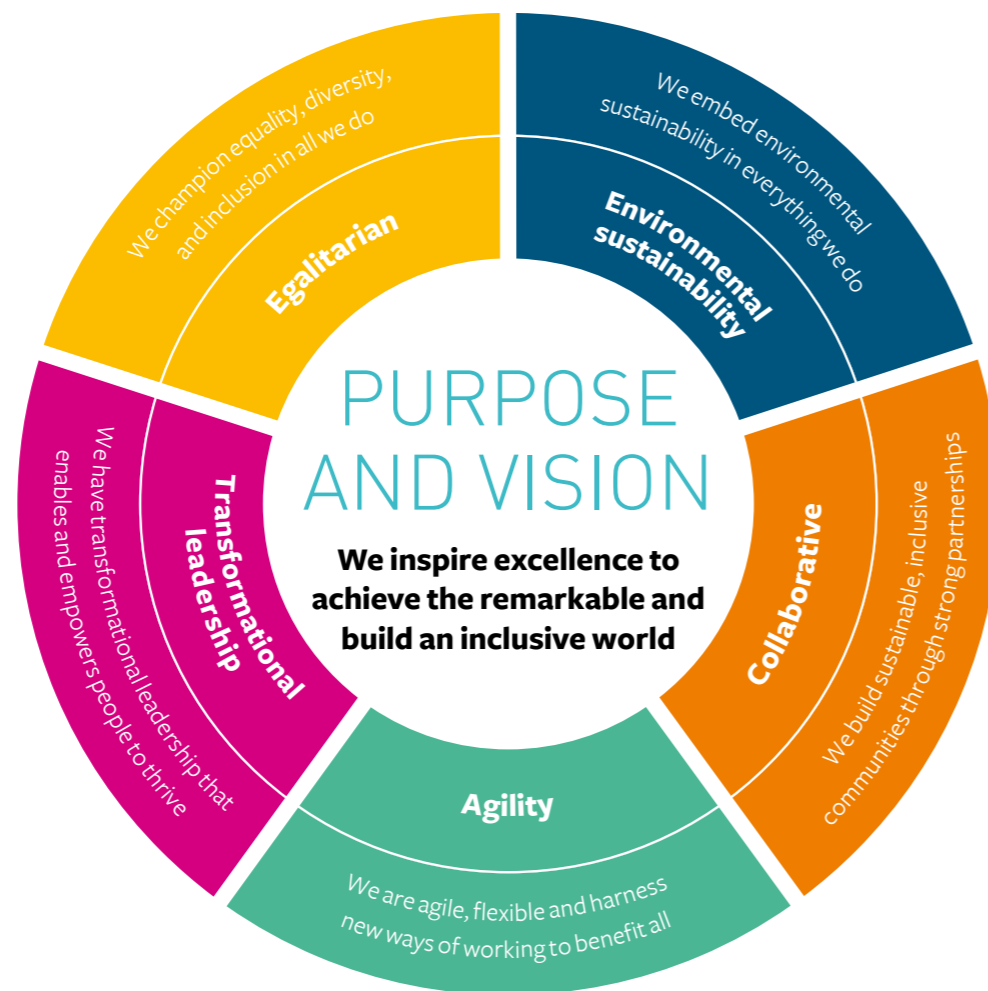 PURPOSE
AND VISION
We inspire excellence to
achieve the remarkable and
build an inclusive world
Environmental
sustainability
We embed environmental
sustainability in everything we do
Collaborative
We build sustainable, inclusive
communities through strong partnerships
Agility
We are agile, flexible and harness
new ways of working to benefit all
Transformational
leadership
We have transformational leadership that
enables and empowers people to thrive
Egalitarian
We champion equality, diversity,
and inclusion in all we do